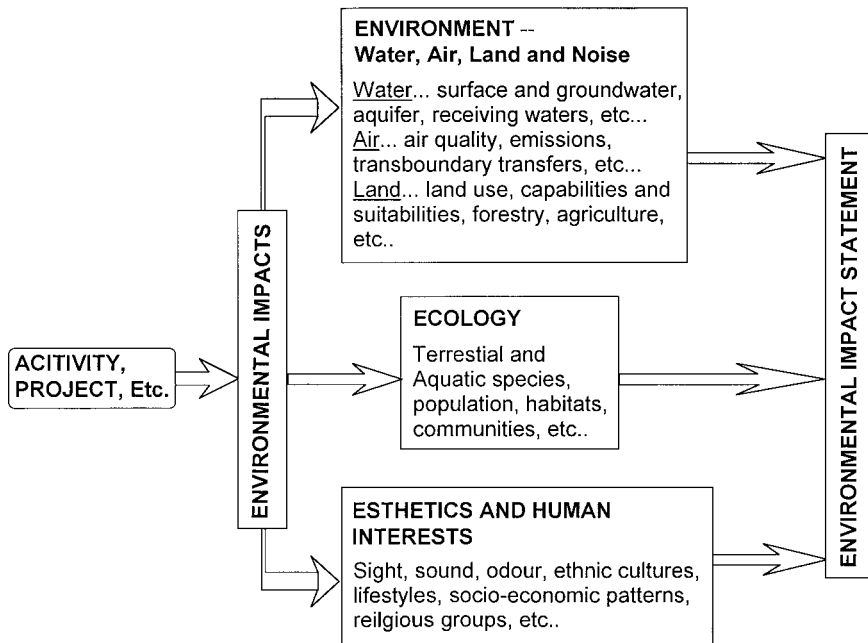 ACITIVITY,
PROJECT, Etc.
ENVIRONMENTAL IMPACTS
ENVIRONMENT --
Water, Air, Land and Noise
Water... surface and groundwater,
aquifer, receiving waters, etc...
Air... air quality, emissions,
transboundary transfers, etc...
Land... land use, capabilities and
suitabilities, forestry, agriculture,
etc..
ECOLOGY
Terrestial and
Aquatic species,
population, habitats,
communities, etc..
ESTHETICS AND HUMAN
INTERESTS
Sight, sound, odour, ethnic cultures,
lifestyles, socio-economic patterns,
reilgious groups, etc..
ENVIRONMENTAL IMPACT STATEMENT